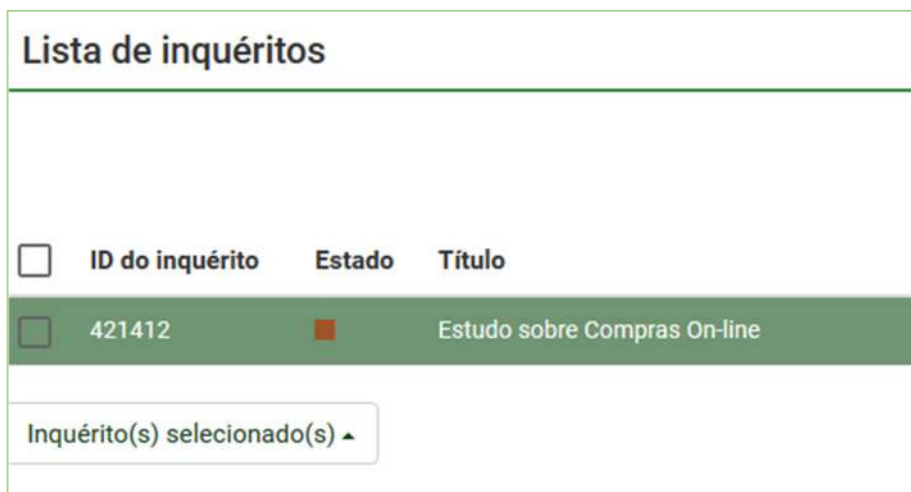 Lista de inquéritos
ID do inquérito Estado Título
421412 Estudo sobre Compras On-line
Inquérito(s) selecionado(s)